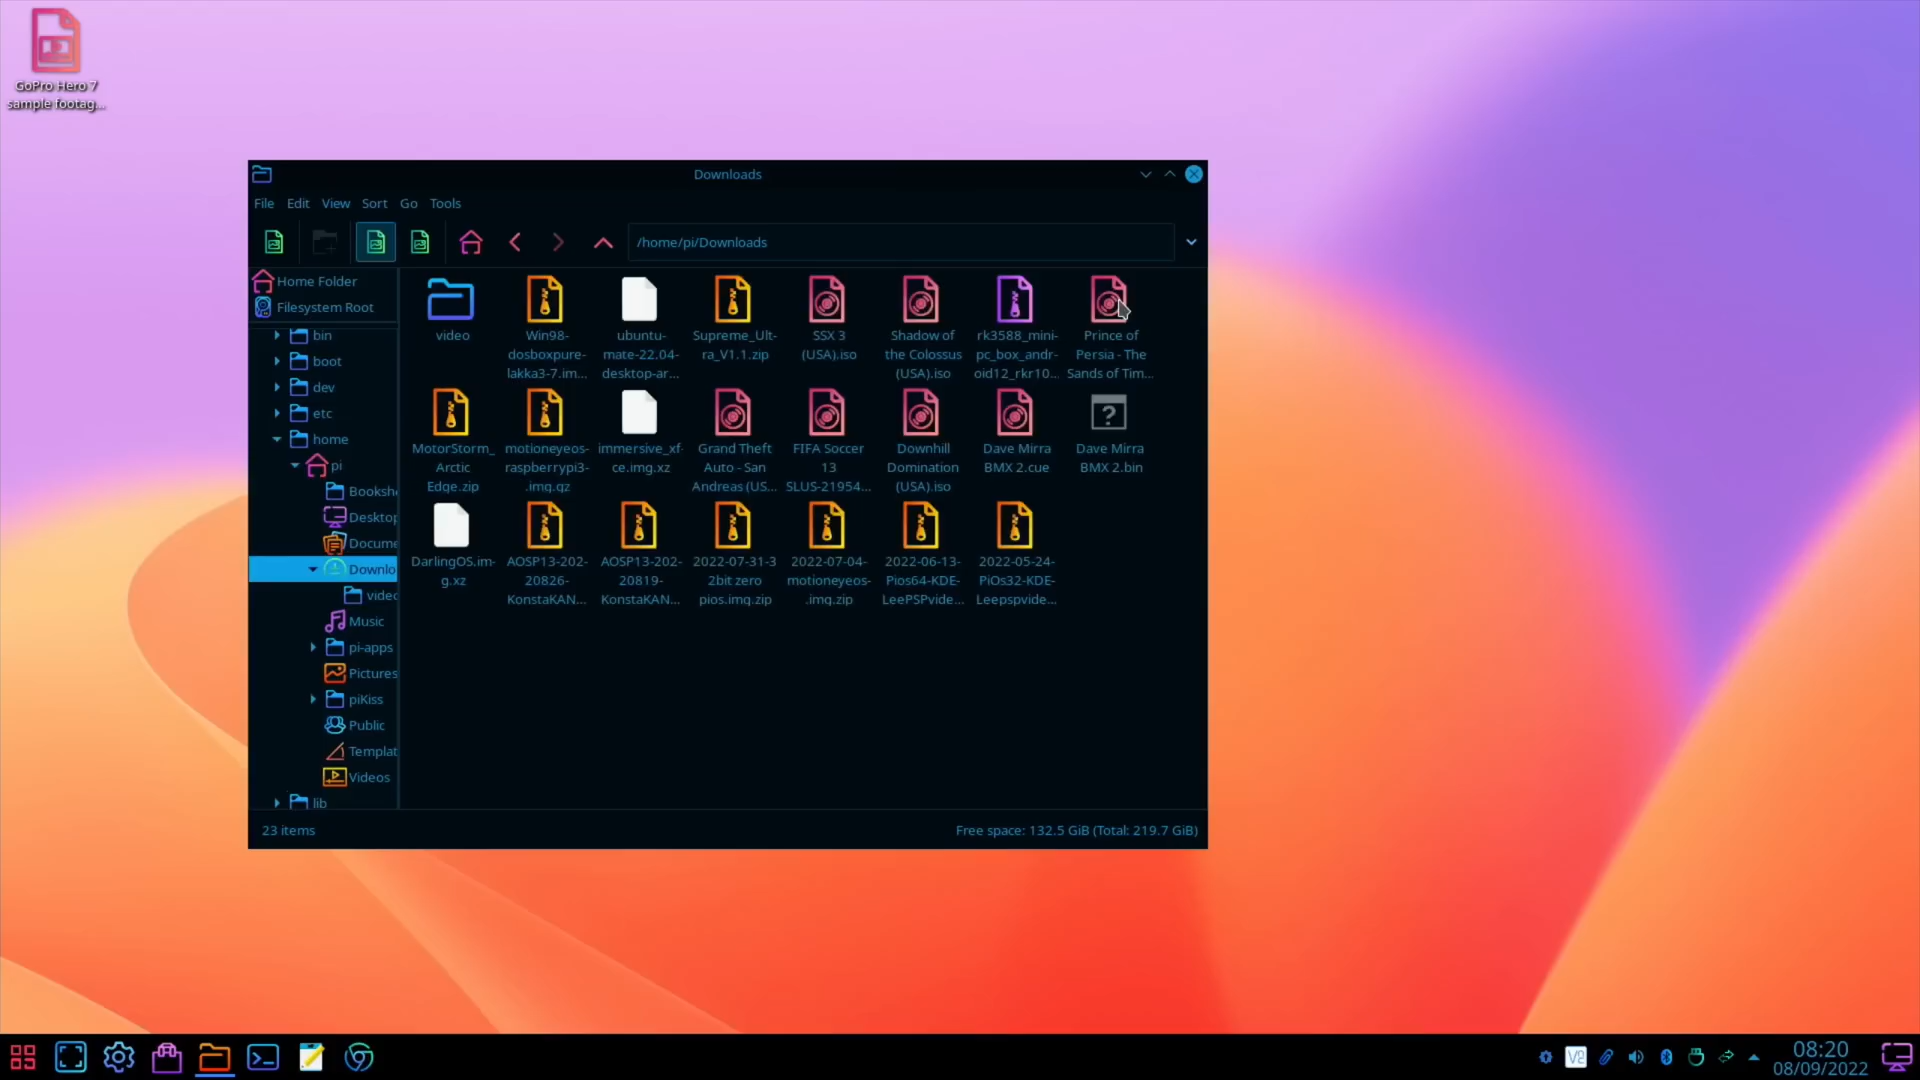 GoPro Hero 7
sample footag...
Downloads
File Edit View Sort Go Tools
/home/pi/Downloads
Home Folder
Filesystem Root
bin
boot
dev
etc
home
pi
Booksh
Desktop
Docume
Downlo
video
Music
pi-apps
Pictures
piKiss
Public
Templat
Videos
lib
video
Win98-
dosboxpure-
lakka3-7.im...
ubuntu-
mate-22.04-
desktop-ar...
Supreme_Ult-
ra_V1.1.zip
SSX 3
(USA).iso
Shadow of
the Colossus
(USA).iso
rk3588_mini-
pc_box_andr-
oid12_rkr10...
Prince of
Persia - The
Sands of Tim...
MotorStorm_
Arctic
Edge.zip
motioneyeos-
raspberrypi3-
.img.gz
immersive_xf-
ce.img.xz
Grand Theft
Auto - San
Andreas (US...
FIFA Soccer
13
SLUS-21954...
Downhill
Domination
(USA).iso
Dave Mirra
BMX 2.cue
Dave Mirra
BMX 2.bin
DarlingOS.im-
g.xz
AOSP13-202-
20826-
KonstaKAN...
AOSP13-202-
20819-
KonstaKAN...
2022-07-31-3
2bit zero
pios.img.zip
2022-07-04-
motioneyeos-
.img.zip
2022-06-13-
Pios64-KDE-
LeePSPvide...
2022-05-24-
PiOs32-KDE-
Leepspvide...
23 items
Free space: 132.5 GiB (Total: 219.7 GiB)
08:20
08/09/2022